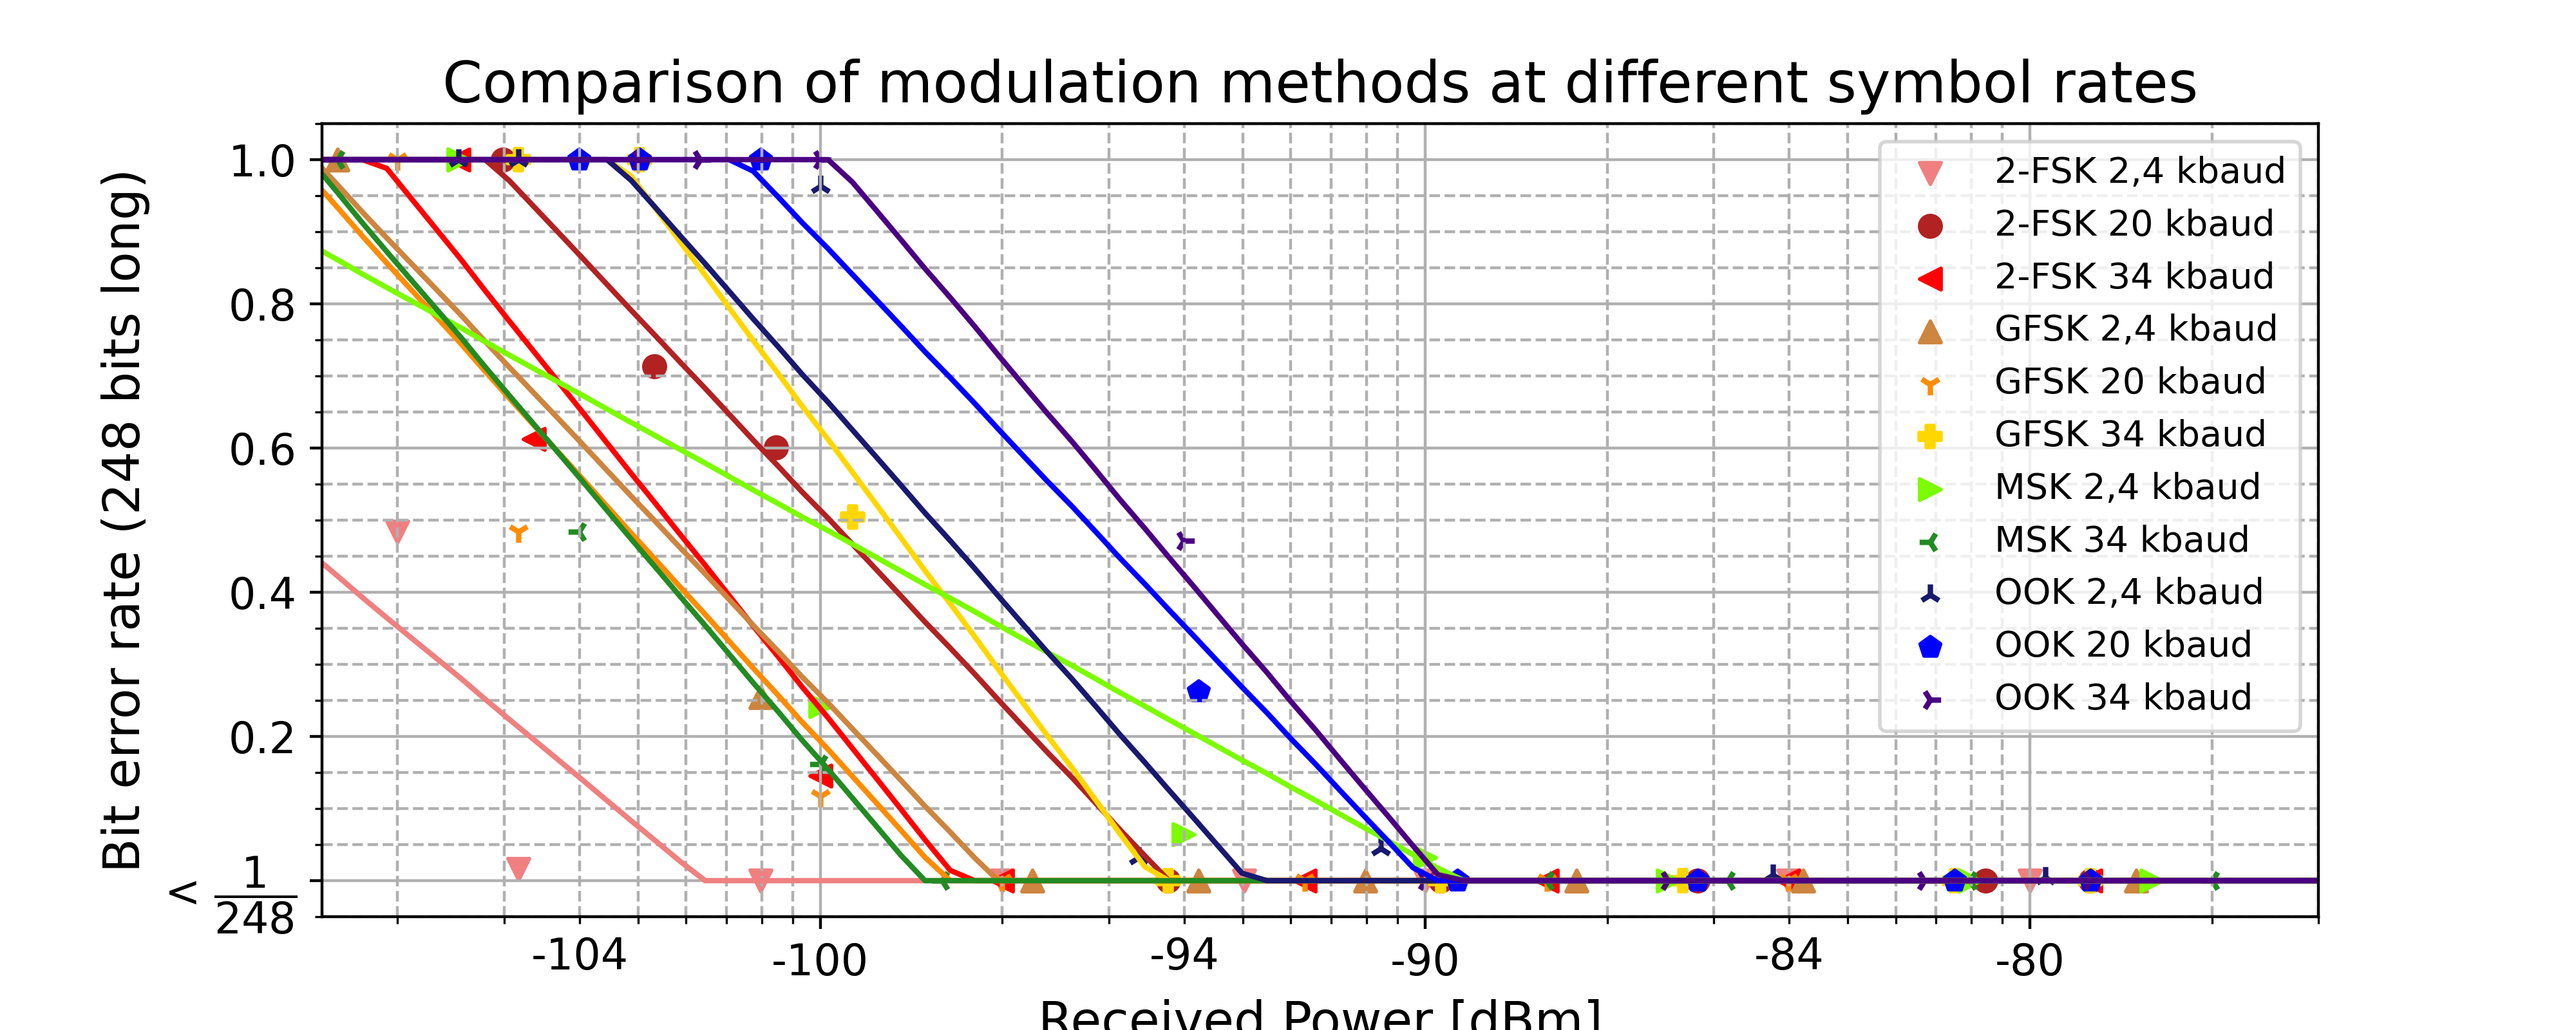 Comparison of modulation methods at different symbol rates
Bit error rate (248 bits long)
1.0
0.8
0.6
0.4
0.2
< 1
248
2-FSK 2,4 kbaud
2-FSK 20 kbaud
2-FSK 34 kbaud
GFSK 2,4 kbaud
GFSK 20 kbaud
GFSK 34 kbaud
MSK 2,4 kbaud
MSK 34 kbaud
OOK 2,4 kbaud
OOK 20 kbaud
OOK 34 kbaud
-104 -100 -94 -90 -84 -80
Received Power [dBm]